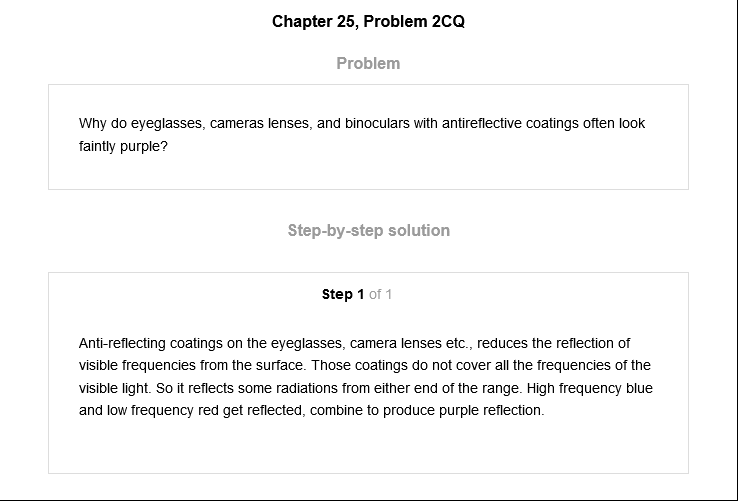 Chapter 25, Problem 2CQ
Problem
Why do eyeglasses, cameras lenses, and binoculars with antireflective coatings often look
faintly purple?
Step-by-step solution
Step 1 of 1
Anti-reflecting coatings on the eyeglasses, camera lenses etc., reduces the reflection of
visible frequencies from the surface. Those coatings do not cover all the frequencies of the
visible light. So it reflects some radiations from either end of the range. High frequency blue
and low frequency red get reflected, combine to produce purple reflection.